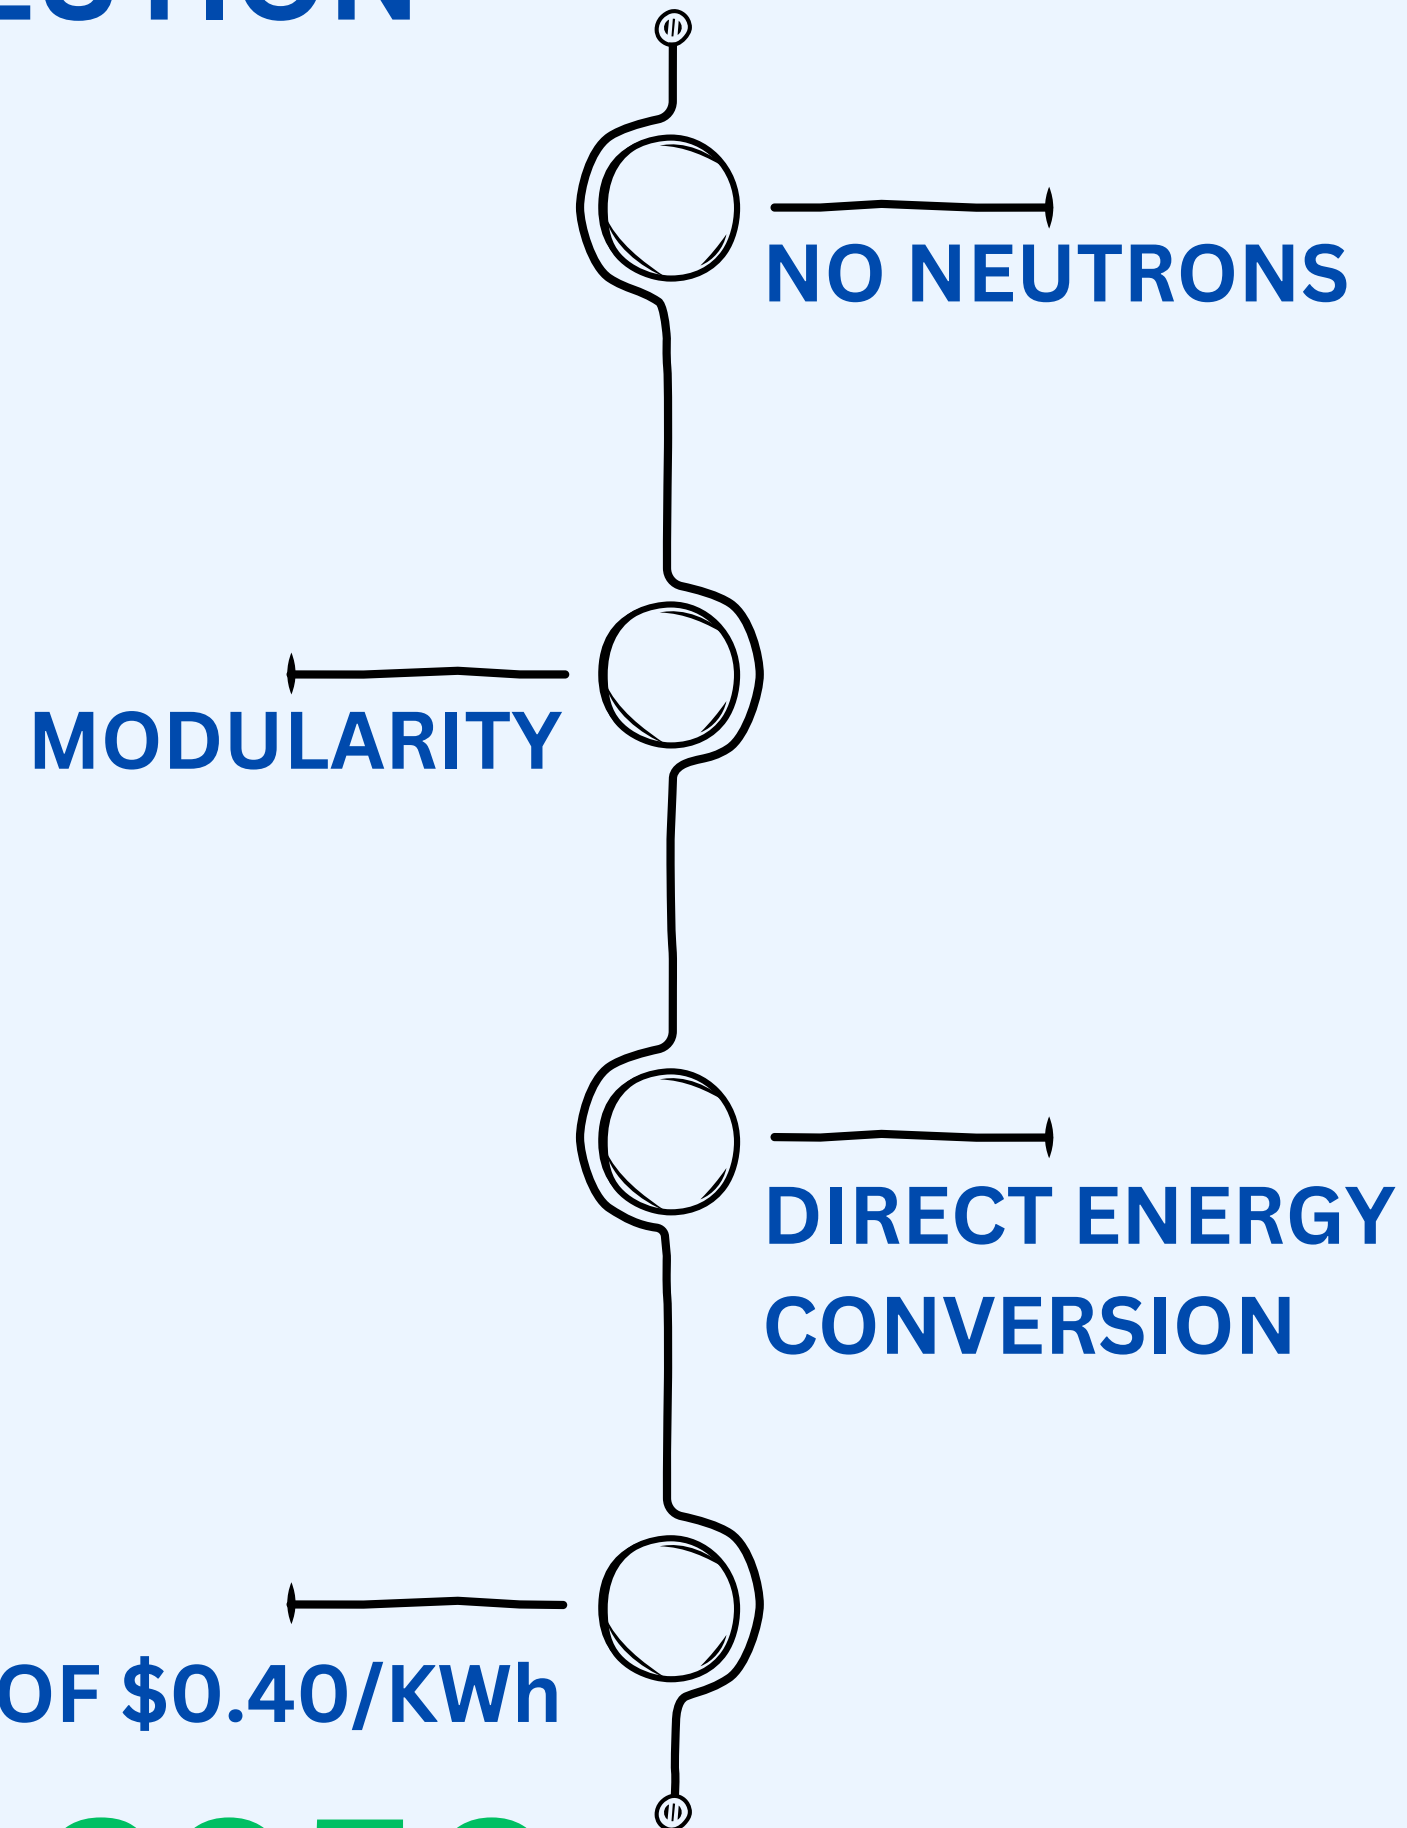 NO NEUTRONS
MODULARITY
DIRECT ENERGY
CONVERSION
OF $0.40/KWh